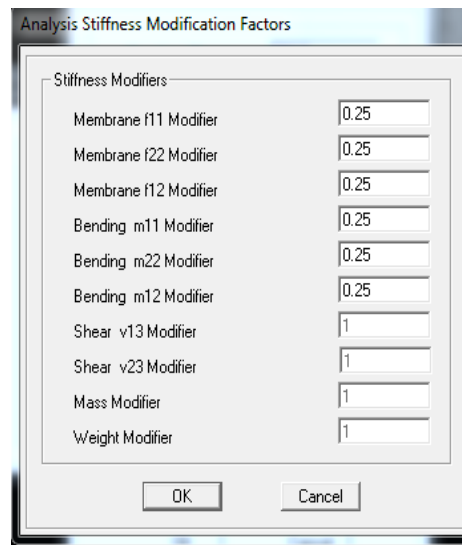 Analysis Stiffness Modification Factors
Stiffness Modifiers
Membrane f11 Modifier 0.25
Membrane f22 Modifier 0.25
Membrane f12 Modifier 0.25
Bending m11 Modifier 0.25
Bending m22 Modifier 0.25
Bending m12 Modifier 0.25
Shear v13 Modifier 1
Shear v23 Modifier 1
Mass Modifier 1
Weight Modifier 1
OK Cancel